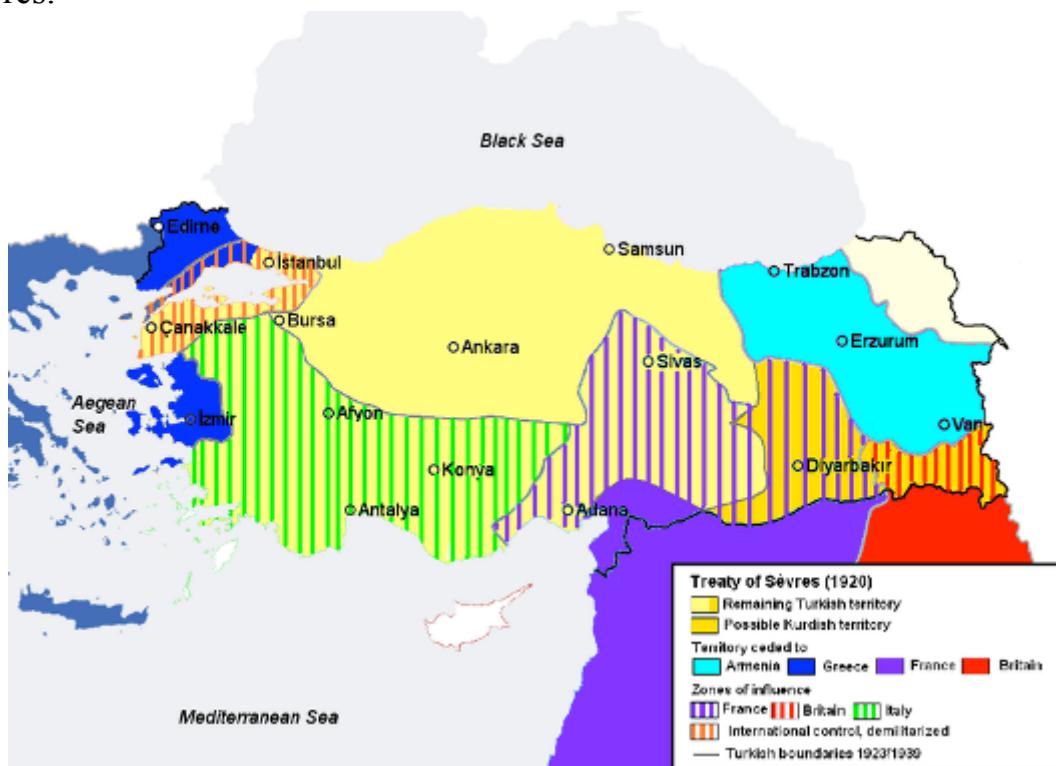 res.
Black Sea
Edirne
Istanbul
Samsun
Trabzon
Çanakkale
Bursa
Ankara
Sivas
Erzurum
Aegean
Sea
İzmir
Afyon
Van
Konya
Diyarbakır
Antalya
Adana
Mediterranean Sea
Treaty of Sèvres (1920)
Remaining Turkish territory
Possible Kurdish territory
Territory ceded to
Armenia Greece France Britain
Zones of influence
France Britain Italy
International control, demilitarized
Turkish boundaries 1923/1939